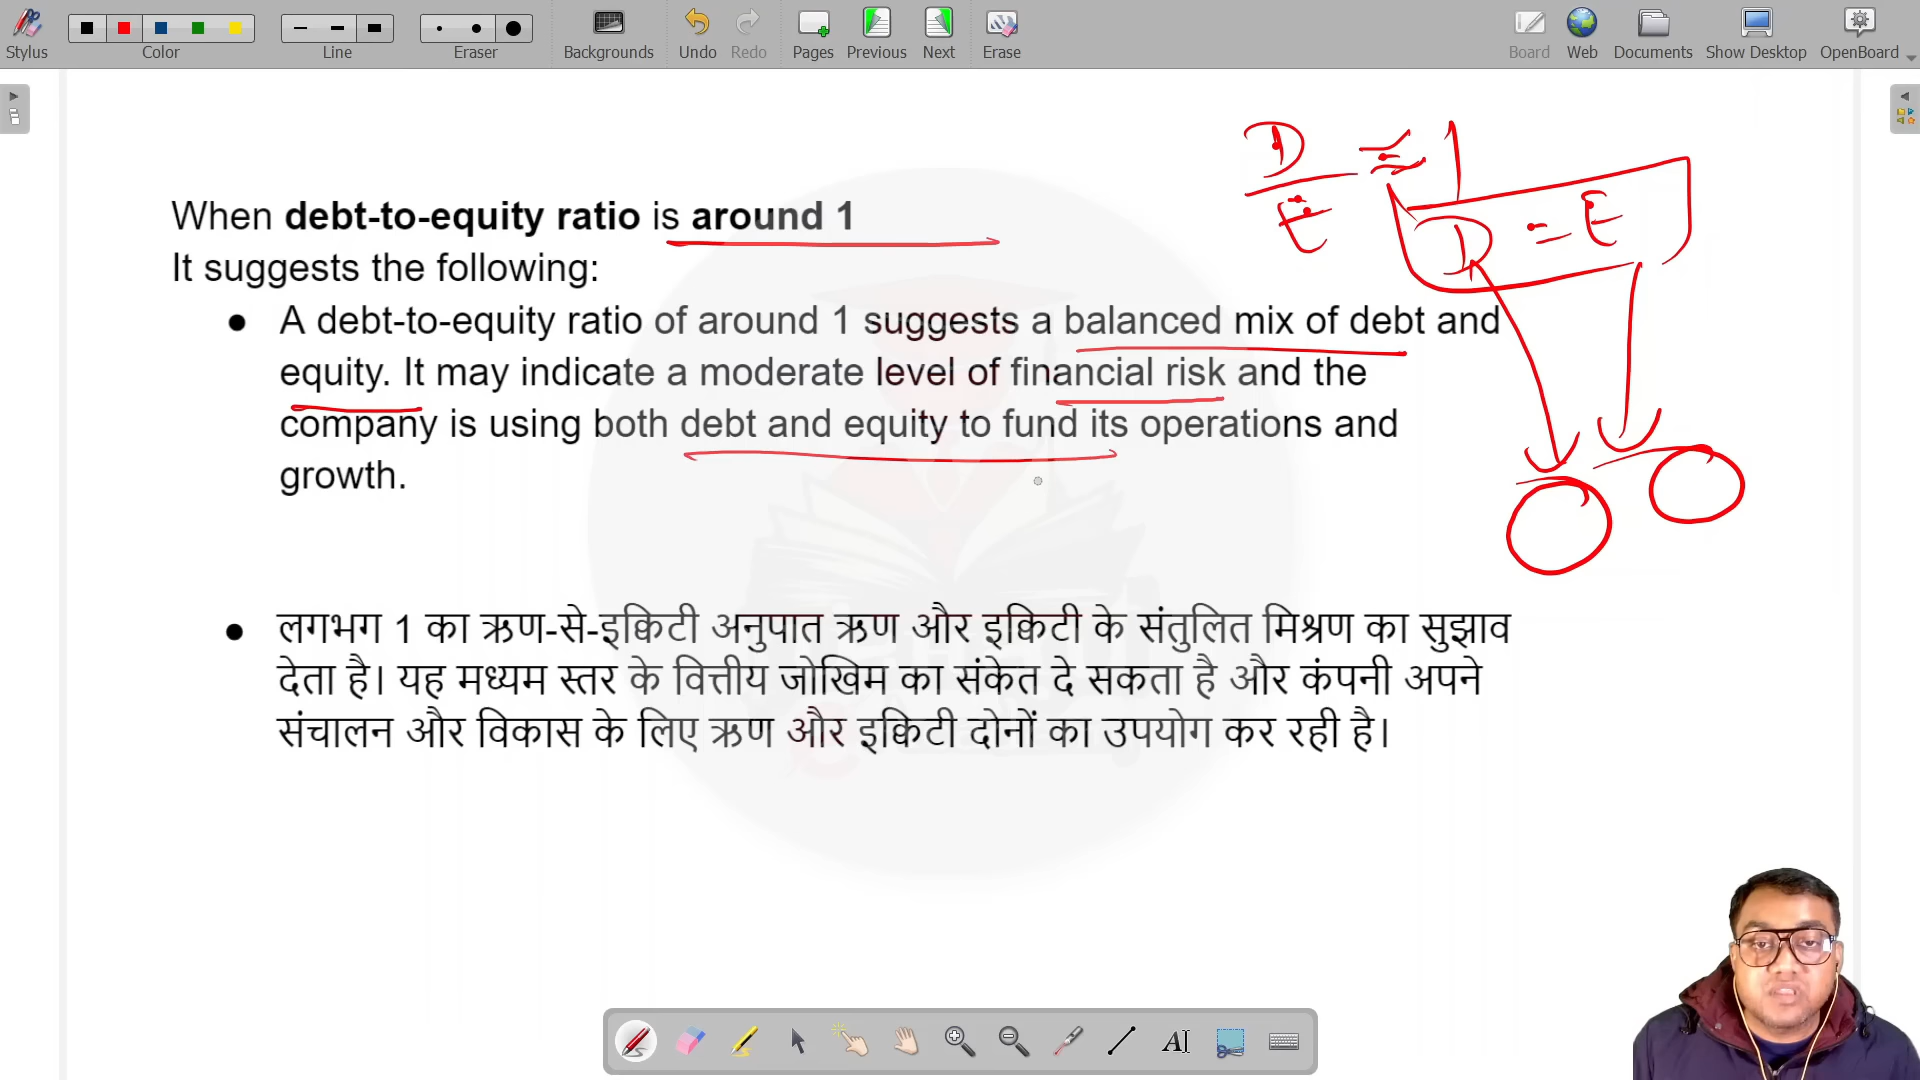 Stylus
Color
Line
Eraser
Backgrounds
Undo
Redo
Pages
Previous
Next
Erase
Board
Web
Documents
Show Desktop
OpenBoard
D/E ≈ 1
D = E
When debt-to-equity ratio is around 1
It suggests the following:
● A debt-to-equity ratio of around 1 suggests a balanced mix of debt and
equity. It may indicate a moderate level of financial risk and the
company is using both debt and equity to fund its operations and
growth.
● लगभग 1 का ऋण-से-इक्विटी अनुपात ऋण और इक्विटी के संतुलित मिश्रण का सुझाव
देता है। यह मध्यम स्तर के वित्तीय जोखिम का संकेत दे सकता है और कंपनी अपने
संचालन और विकास के लिए ऋण और इक्विटी दोनों का उपयोग कर रही है।